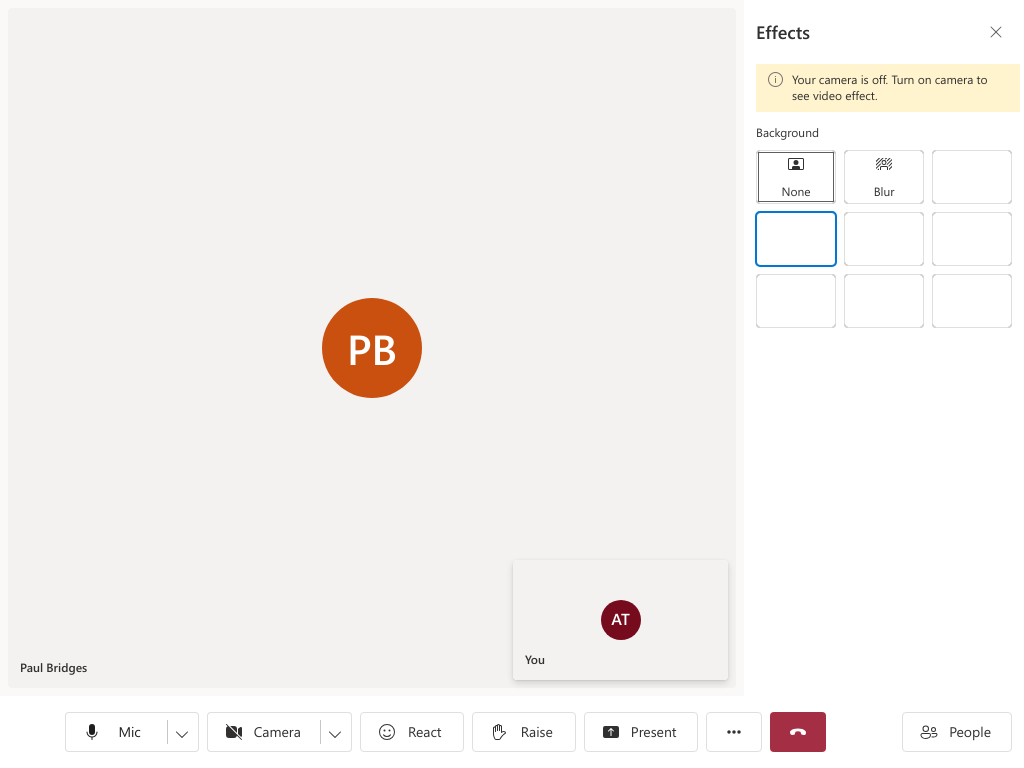 Effects
Your camera is off. Turn on camera to
see video effect.
Background
None
Blur
PB
AT
You
Paul Bridges
Mic
Camera
React
Raise
Present
People